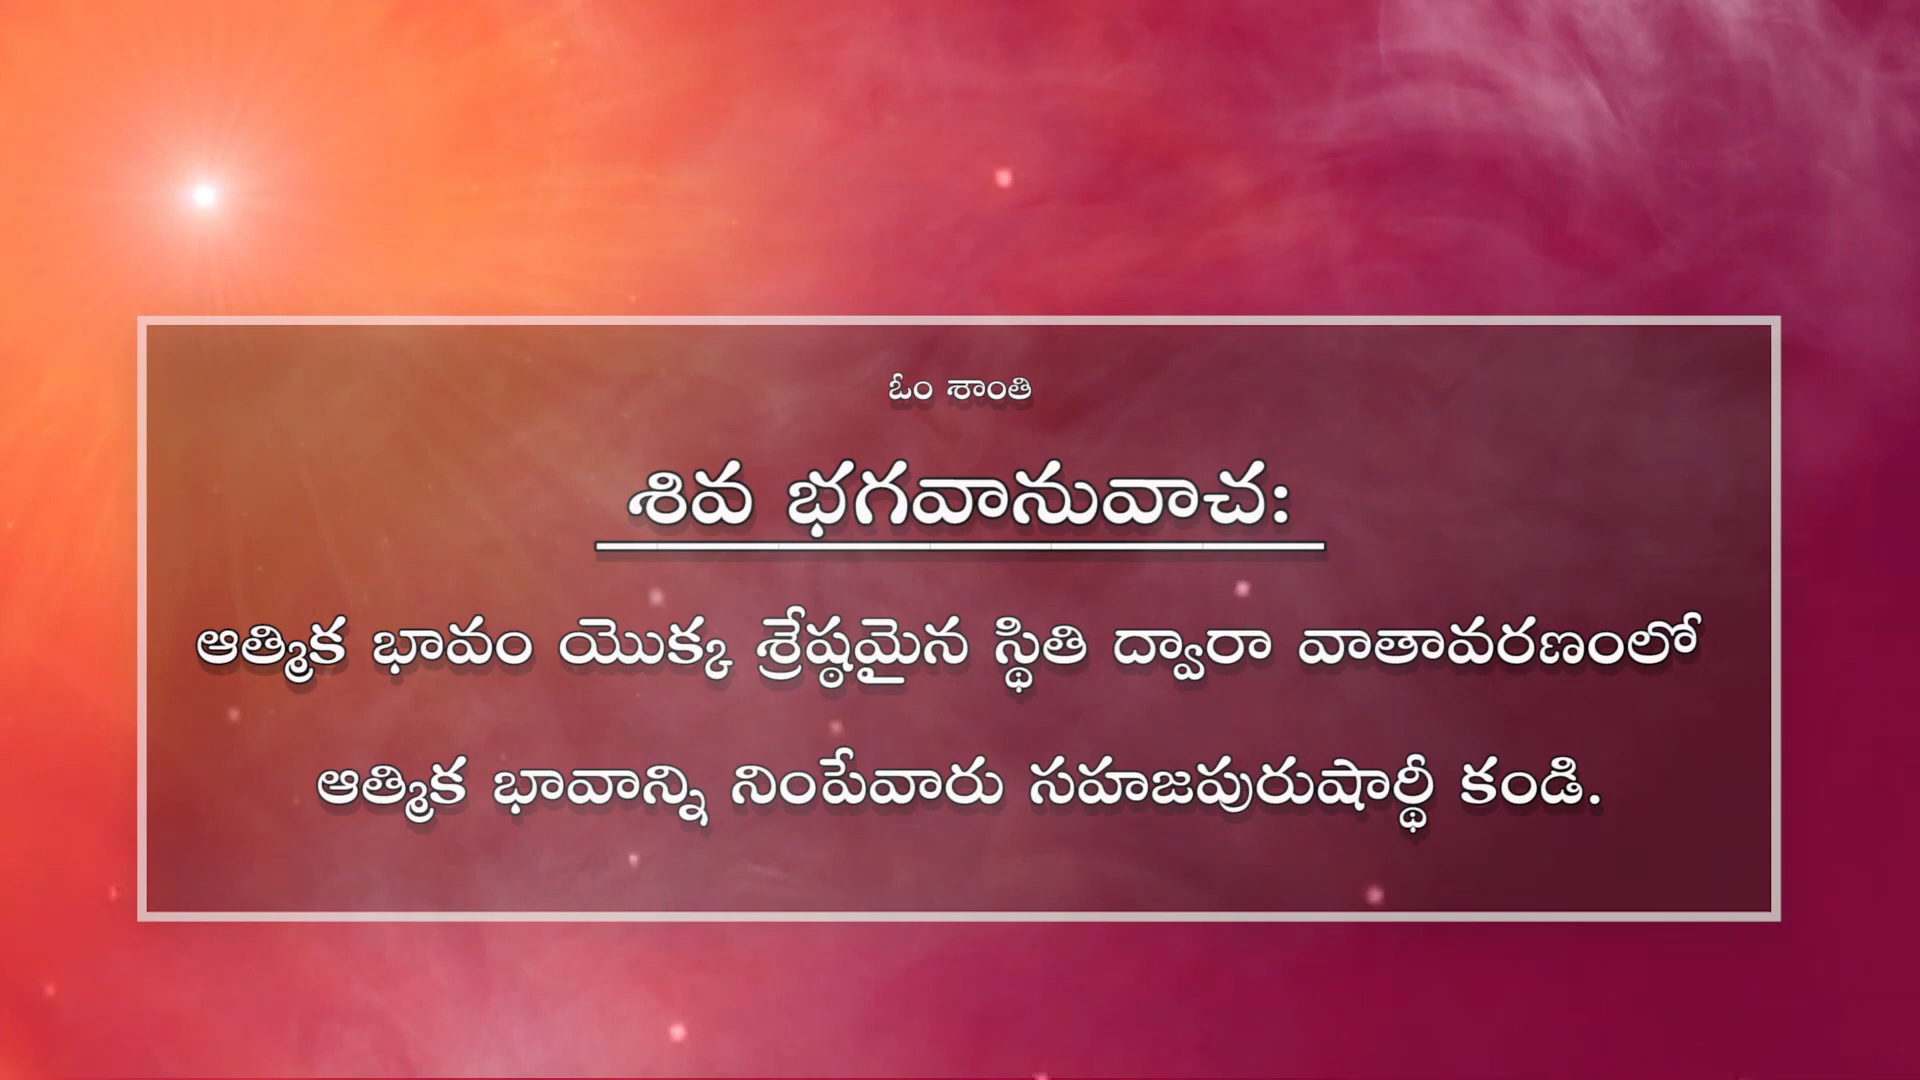 ఓం శాంతి
శివ భగవానువాచ:
ఆత్మిక భావం యొక్క శ్రేష్ఠమైన స్థితి ద్వారా వాతావరణంలో
ఆత్మిక భావాన్ని నింపేవారు సహజపురుషార్థీ కండి.